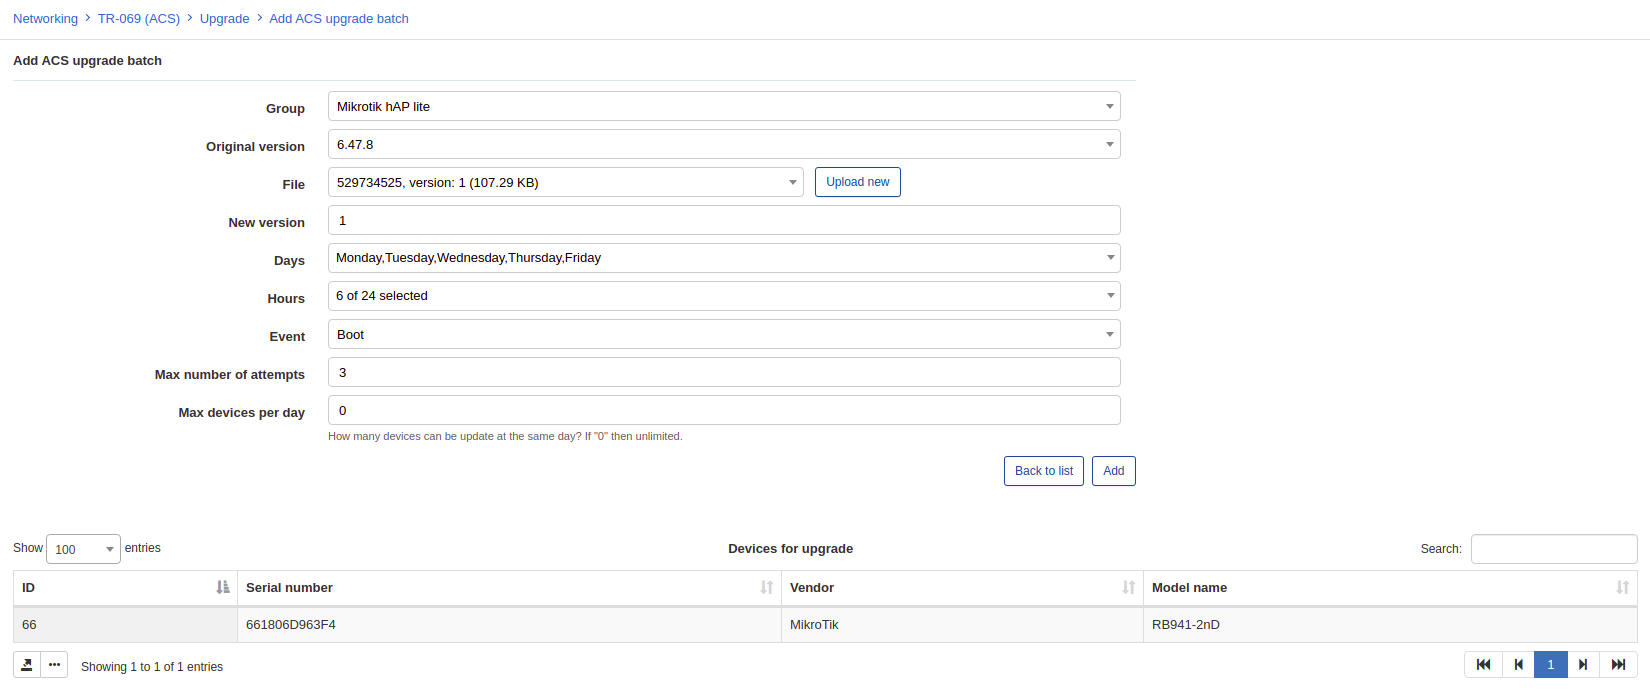 Networking > TR-069 (ACS) > Upgrade > Add ACS upgrade batch
Add ACS upgrade batch
Group Mikrotik hAP lite
Original version 6.47.8
File 529734525, version: 1 (107.29 KB) Upload new
New version 1
Days Monday,Tuesday,Wednesday,Thursday,Friday
Hours 6 of 24 selected
Event Boot
Max number of attempts 3
Max devices per day 0
How many devices can be update at the same day? If "0" then unlimited.
Back to list Add
Show 100 entries Devices for upgrade Search:
ID Serial number Vendor Model name
66 661806D963F4 MikroTik RB941-2nD
Showing 1 to 1 of 1 entries 1